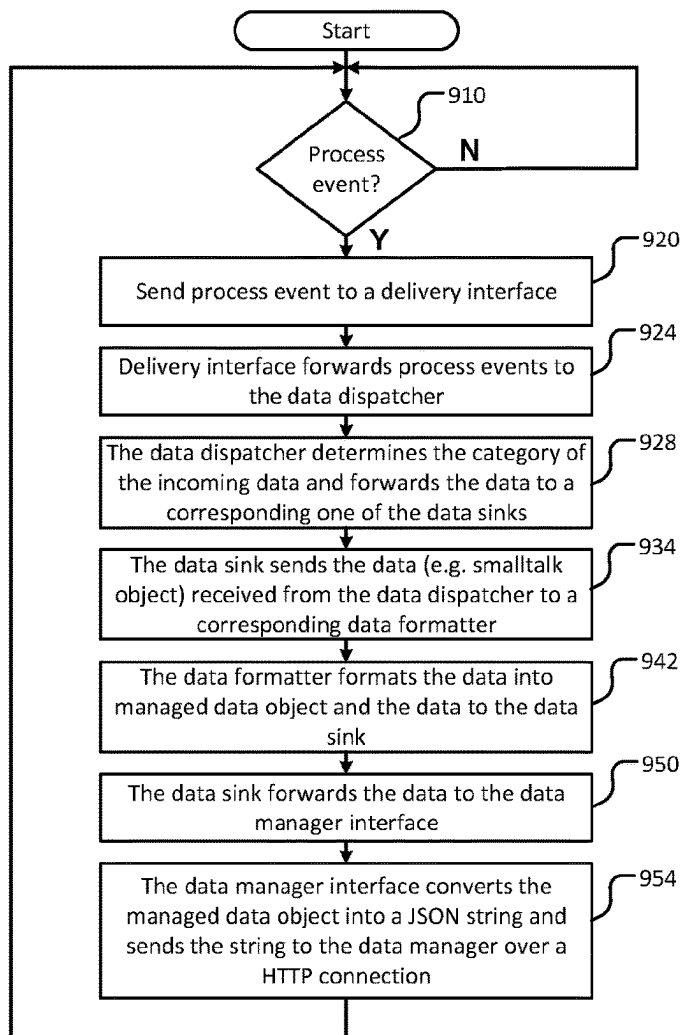 Start
910
Process
event?
N
Y
920
Send process event to a delivery interface
924
Delivery interface forwards process events to
the data dispatcher
928
The data dispatcher determines the category of
the incoming data and forwards the data to a
corresponding one of the data sinks
934
The data sink sends the data (e.g. smalltalk
object) received from the data dispatcher to a
corresponding data formatter
942
The data formatter formats the data into
managed data object and the data to the data
sink
950
The data sink forwards the data to the data
manager interface
954
The data manager interface converts the
managed data object into a JSON string and
sends the string to the data manager over a
HTTP connection